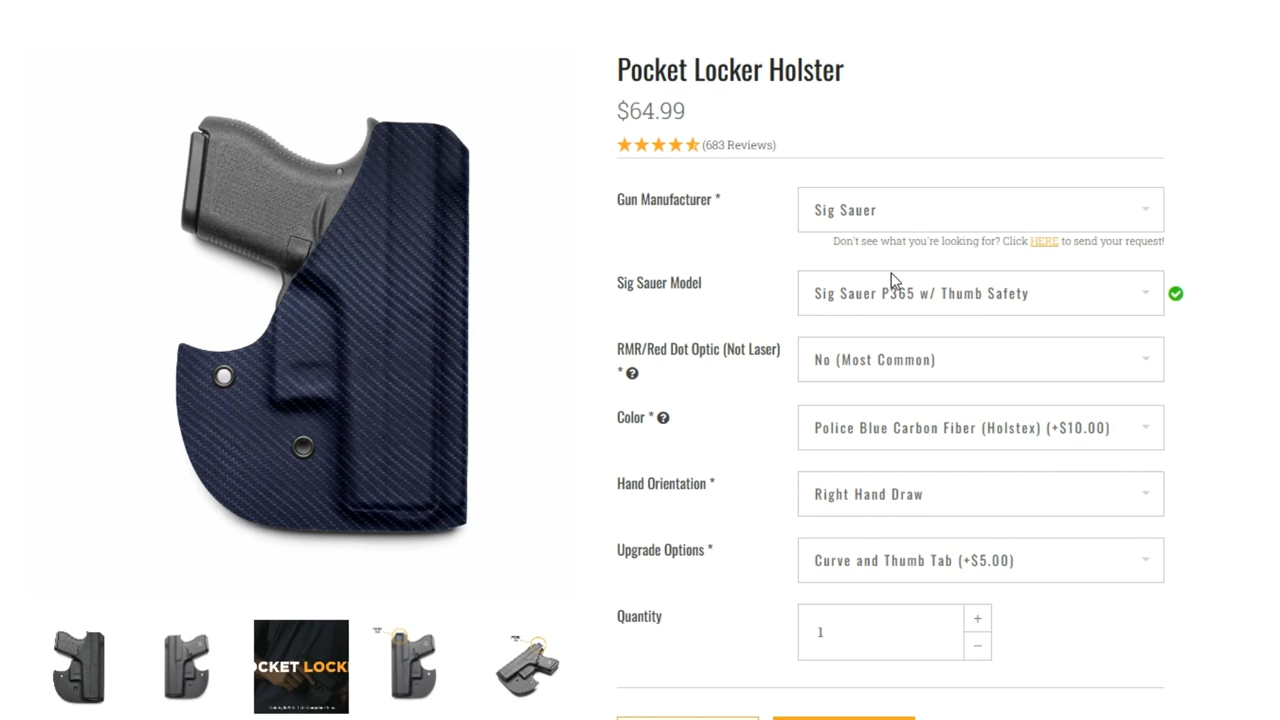 Pocket Locker Holster
$64.99
(683 Reviews)
Gun Manufacturer *
Sig Sauer
Don't see what you're looking for? Click HERE to send your request!
Sig Sauer Model
Sig Sauer P365 w/ Thumb Safety
RMR/Red Dot Optic (Not Laser)
* ?
No (Most Common)
Color * ?
Police Blue Carbon Fiber (Holstex) (+$10.00)
Hand Orientation *
Right Hand Draw
Upgrade Options *
Curve and Thumb Tab (+$5.00)
Quantity
1
+
−
OCKET LOCK